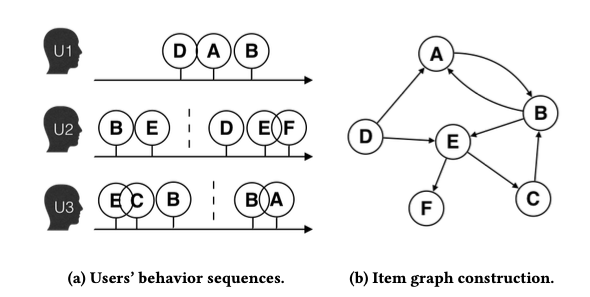 U1 D A B
U2 B E D E F
U3 E C B B A
A
B
D
E
C
F
(a) Users' behavior sequences. (b) Item graph construction.